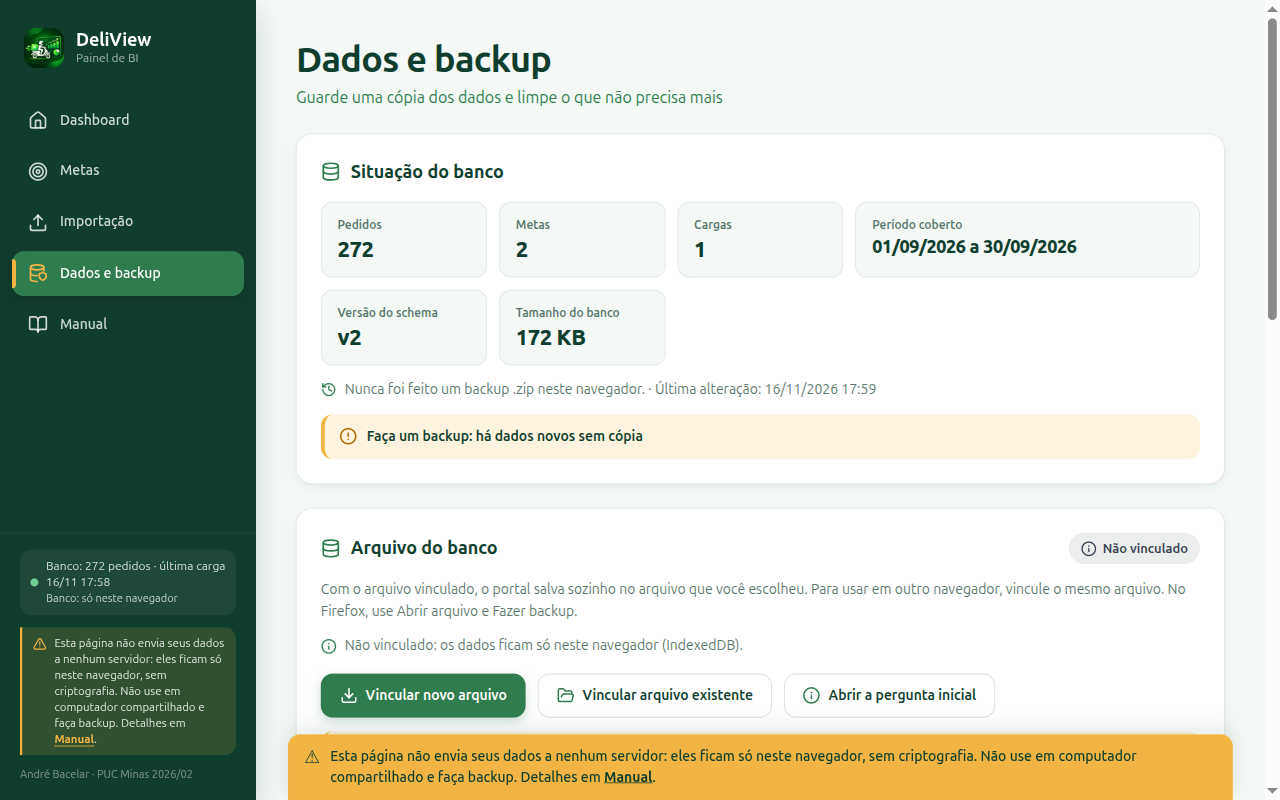 DeliView
Painel de BI
Dashboard
Metas
Importação
Dados e backup
Manual
Banco: 272 pedidos · última carga
16/11 17:58
Banco: só neste navegador
Esta página não envia seus dados
a nenhum servidor: eles ficam só
neste navegador, sem
criptografia. Não use em
computador compartilhado e
faça backup. Detalhes em
Manual.
André Bacelar · PUC Minas 2026/02
Dados e backup
Guarde uma cópia dos dados e limpe o que não precisa mais
Situação do banco
Pedidos
272
Metas
2
Cargas
1
Período coberto
01/09/2026 a 30/09/2026
Versão do schema
v2
Tamanho do banco
172 KB
Nunca foi feito um backup .zip neste navegador. · Última alteração: 16/11/2026 17:59
Faça um backup: há dados novos sem cópia
Arquivo do banco
Não vinculado
Com o arquivo vinculado, o portal salva sozinho no arquivo que você escolheu. Para usar em outro navegador, vincule o mesmo arquivo. No
Firefox, use Abrir arquivo e Fazer backup.
Não vinculado: os dados ficam só neste navegador (IndexedDB).
Vincular novo arquivo
Vincular arquivo existente
Abrir a pergunta inicial
Esta página não envia seus dados a nenhum servidor: eles ficam só neste navegador, sem criptografia. Não use em computador
compartilhado e faça backup. Detalhes em Manual.